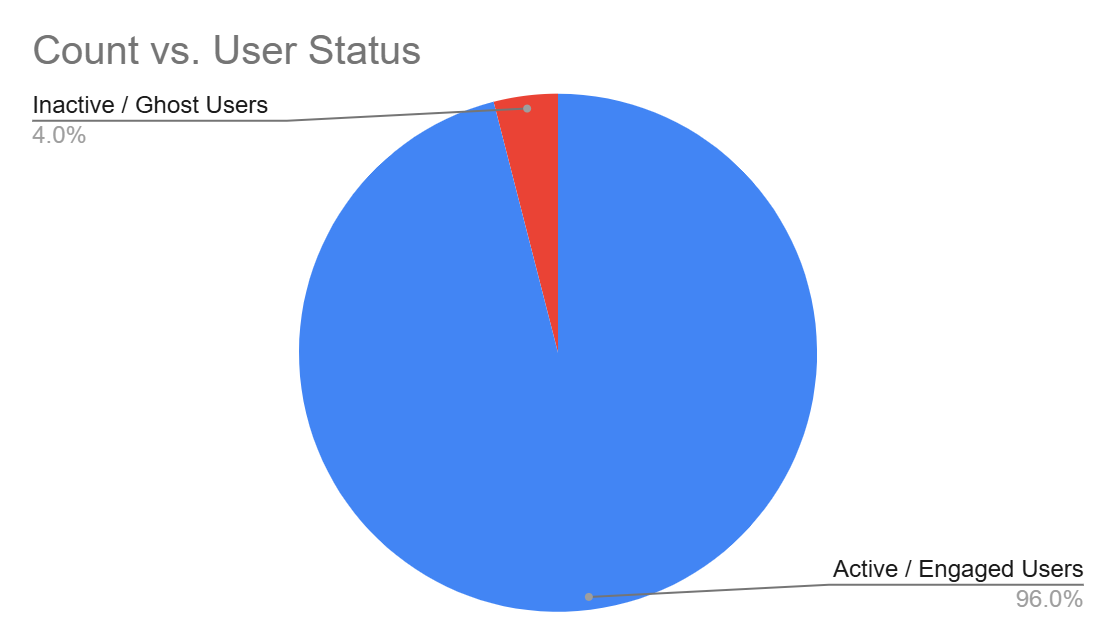 Count vs. User Status
Inactive / Ghost Users
4.0%
Active / Engaged Users
96.0%